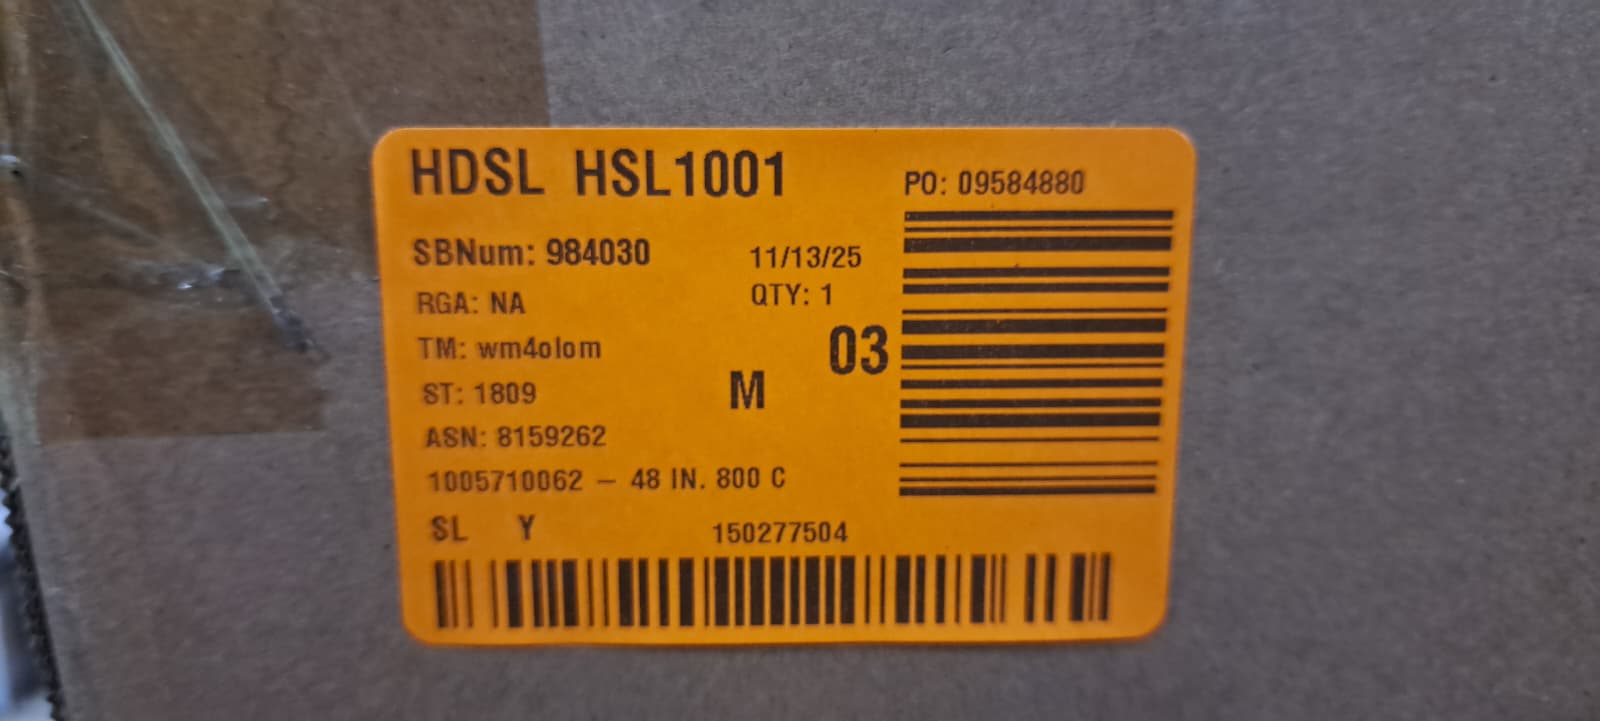 HDSL HSL1001
PO: 09584880
SBNum: 984030
11/13/25
RGA: NA
QTY: 1
TM: wm4olom
03
ST: 1809
M
ASN: 8159262
1005710062 – 48 IN. 800 C
SL Y
150277504